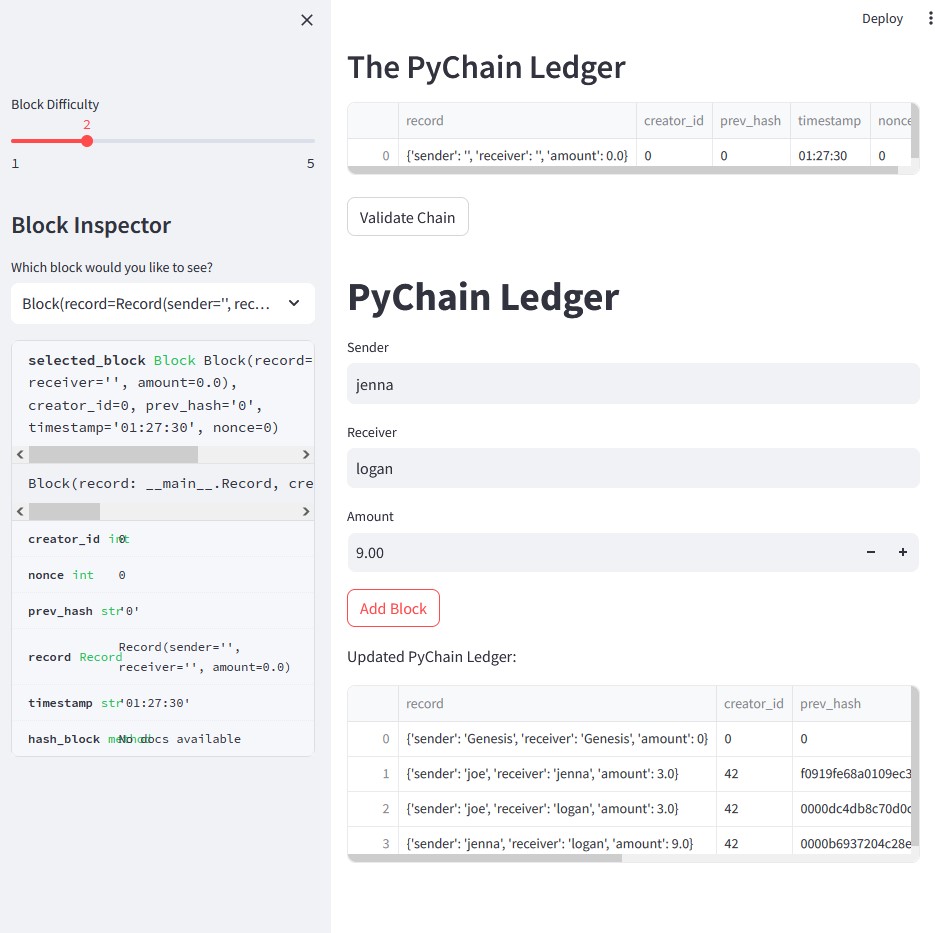 Deploy
Block Difficulty
2
1 5
Block Inspector
Which block would you like to see?
Block(record=Record(sender='', rec...
selected_block Block Block(record=
receiver='', amount=0.0),
creator_id=0, prev_hash='0',
timestamp='01:27:30', nonce=0)
Block(record: __main__.Record, cre
creator_id int 0
nonce int 0
prev_hash str '0'
record Record Record(sender='',
receiver='', amount=0.0)
timestamp str '01:27:30'
hash_block method No docs available
The PyChain Ledger
record creator_id prev_hash timestamp nonce
0 {'sender': '', 'receiver': '', 'amount': 0.0} 0 0 01:27:30 0
Validate Chain
PyChain Ledger
Sender
jenna
Receiver
logan
Amount
9.00
Add Block
Updated PyChain Ledger:
record creator_id prev_hash
0 {'sender': 'Genesis', 'receiver': 'Genesis', 'amount': 0} 0 0
1 {'sender': 'joe', 'receiver': 'jenna', 'amount': 3.0} 42 f0919fe68a0109ec3
2 {'sender': 'joe', 'receiver': 'logan', 'amount': 3.0} 42 0000dc4db8c70d0c
3 {'sender': 'jenna', 'receiver': 'logan', 'amount': 9.0} 42 0000b6937204c28e